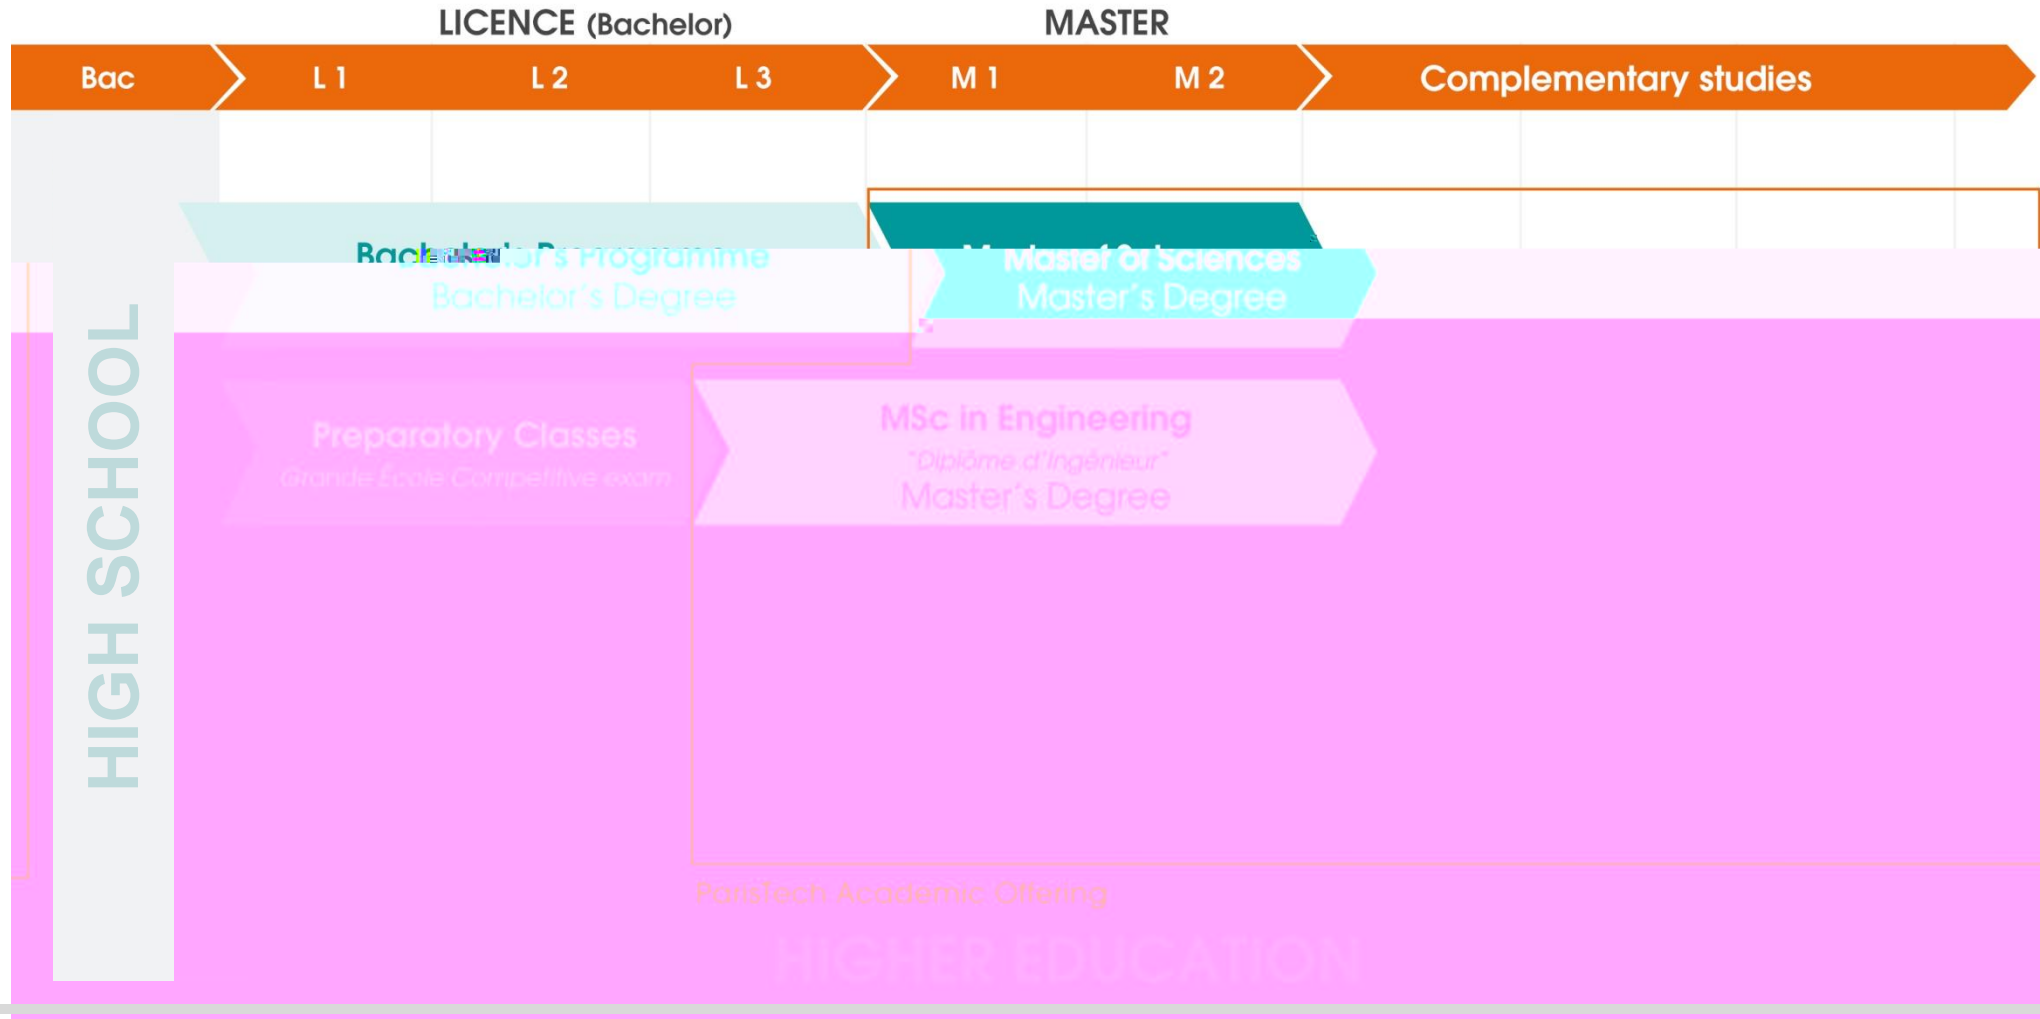 LICENCE (Bachelor) MASTER
Bac L 1 L 2 L 3 M 1 M 2 Complementary studies
Bachelor's Programme
Bachelor's Degree
Master of Sciences
Master's Degree
HIGH SCHOOL
Preparatory Classes
Grande École Competitive exam
MSc in Engineering
"Diplôme d'Ingénieur"
Master's Degree
ParisTech Academic Offering
HIGHER EDUCATION